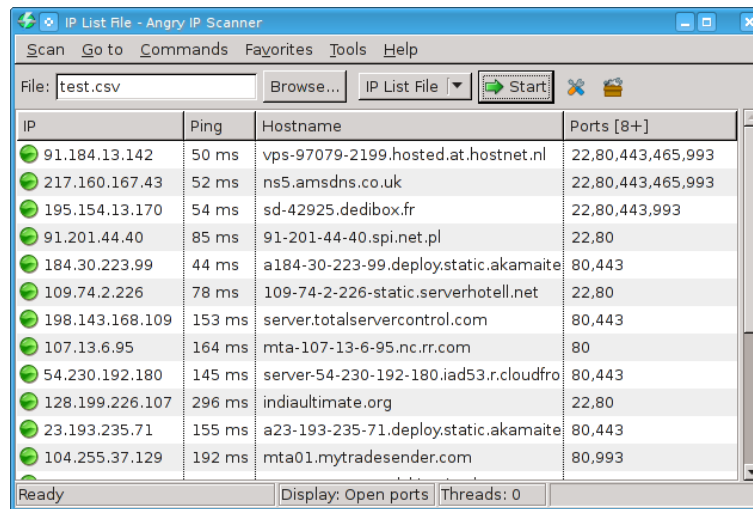 IP List File - Angry IP Scanner
Scan Go to Commands Favorites Tools Help
File: test.csv Browse... IP List File Start
IP Ping Hostname Ports [8+]
91.184.13.142 50 ms vps-97079-2199.hosted.at.hostnet.nl 22,80,443,465,993
217.160.167.43 52 ms ns5.amsdns.co.uk 22,80,443,465,993
195.154.13.170 54 ms sd-42925.dedibox.fr 22,80,443,993
91.201.44.40 85 ms 91-201-44-40.spi.net.pl 22,80
184.30.223.99 44 ms a184-30-223-99.deploy.static.akamaite 80,443
109.74.2.226 78 ms 109-74-2-226-static.serverhotell.net 22,80
198.143.168.109 153 ms server.totalservercontrol.com 80,443
107.13.6.95 164 ms mta-107-13-6-95.nc.rr.com 80
54.230.192.180 145 ms server-54-230-192-180.iad53.r.cloudfro 80,443
128.199.226.107 296 ms indiaultimate.org 22,80
23.193.235.71 155 ms a23-193-235-71.deploy.static.akamaite 80,443
104.255.37.129 192 ms mta01.mytradesender.com 80,993
Ready Display: Open ports Threads: 0